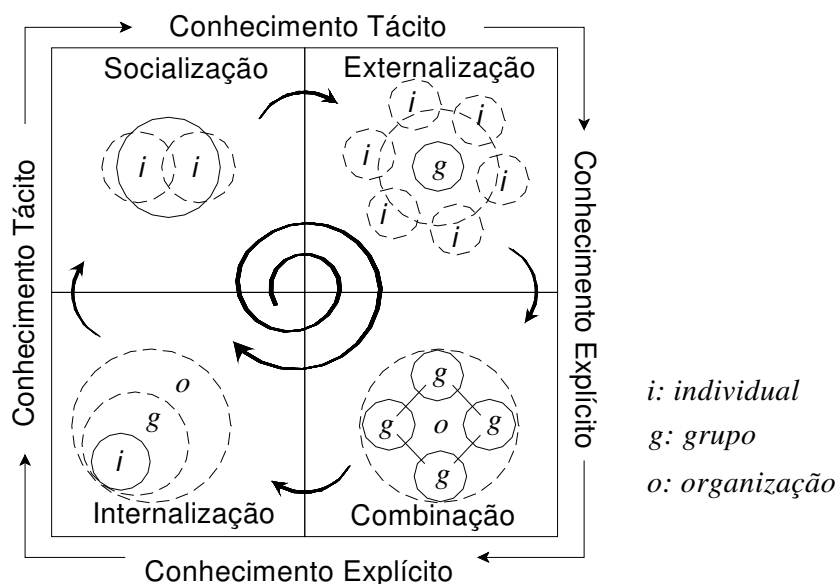 Conhecimento Tácito
Socialização
Externalização
i
i
i
i
i
i
i
i
g
Conhecimento Tácito
Conhecimento Explícito
o
g
i
g
g
o
g
g
i: individual
g: grupo
o: organização
Internalização
Combinação
Conhecimento Explícito